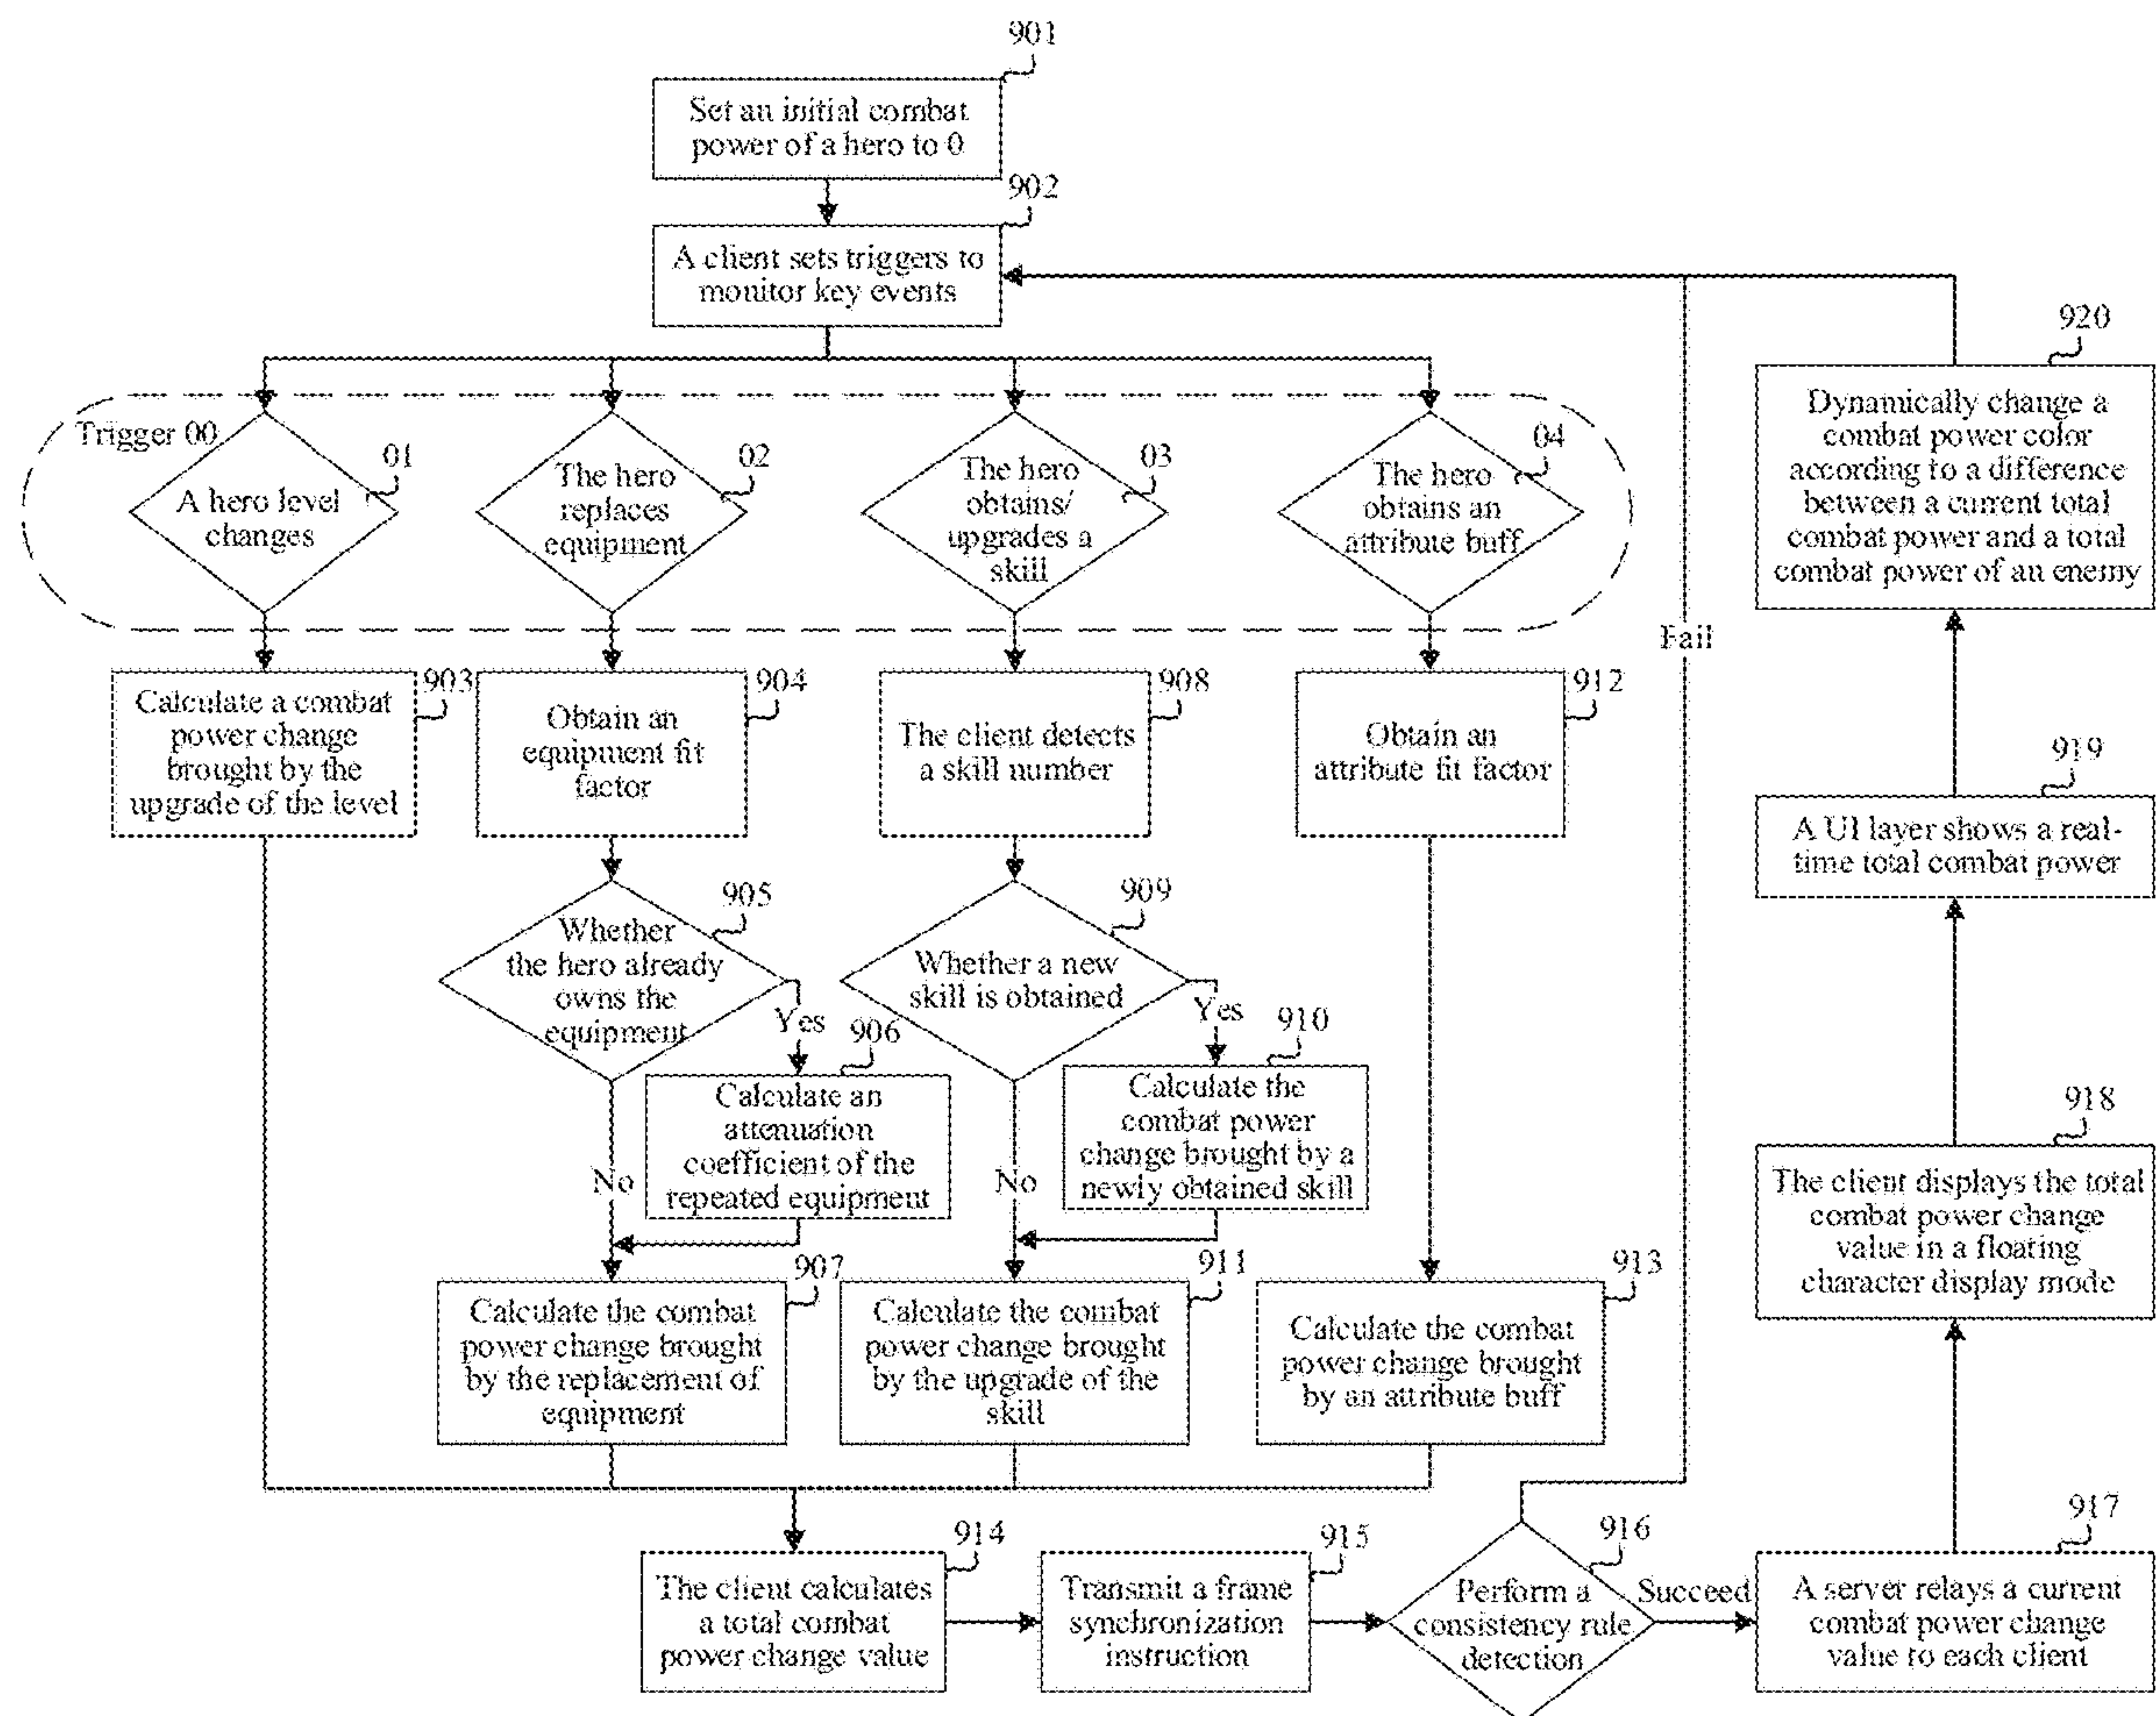 901
Set an initial combat
power of a hero to 0
902
A client sets triggers to
monitor key events
Trigger 00
01
A hero level
changes
02
The hero
replaces
equipment
03
The hero
obtains/
upgrades a
skill
04
The hero
obtains an
attribute buff
903
Calculate a combat
power change
brought by the
upgrade of the level
904
Obtain an
equipment fit
factor
908
The client detects
a skill number
912
Obtain an
attribute fit factor
905
Whether
the hero already
owns the
equipment
Yes
No
906
Calculate an
attenuation
coefficient of the
repeated equipment
909
Whether a new
skill is obtained
Yes
No
910
Calculate the
combat power
change brought by a
newly obtained skill
907
Calculate the combat
power change brought
by the replacement of
equipment
911
Calculate the combat
power change brought
by the upgrade of the
skill
913
Calculate the combat
power change brought
by an attribute buff
914
The client calculates
a total combat
power change value
915
Transmit a frame
synchronization
instruction
916
Perform a
consistency rule
detection
Fail
Succeed
917
A server relays a current
combat power change
value to each client
918
The client displays the total
combat power change
value in a floating
character display mode
919
A UI layer shows a real-
time total combat power
920
Dynamically change a
combat power color
according to a difference
between a current total
combat power and a total
combat power of an enemy